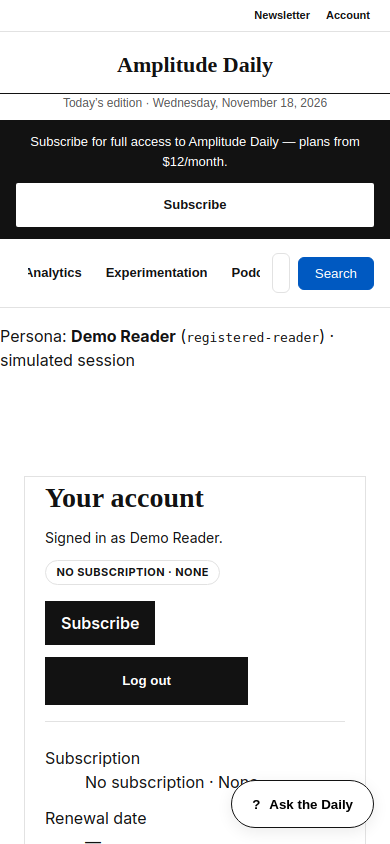 Newsletter Account
Amplitude Daily
Today's edition · Wednesday, November 18, 2026
Subscribe for full access to Amplitude Daily — plans from
$12/month.
Subscribe
Analytics Experimentation Podc
Search
Persona: Demo Reader (registered-reader) ·
simulated session
Your account
Signed in as Demo Reader.
NO SUBSCRIPTION · NONE
Subscribe
Log out
Subscription
No subscription · None
? Ask the Daily
Renewal date
—